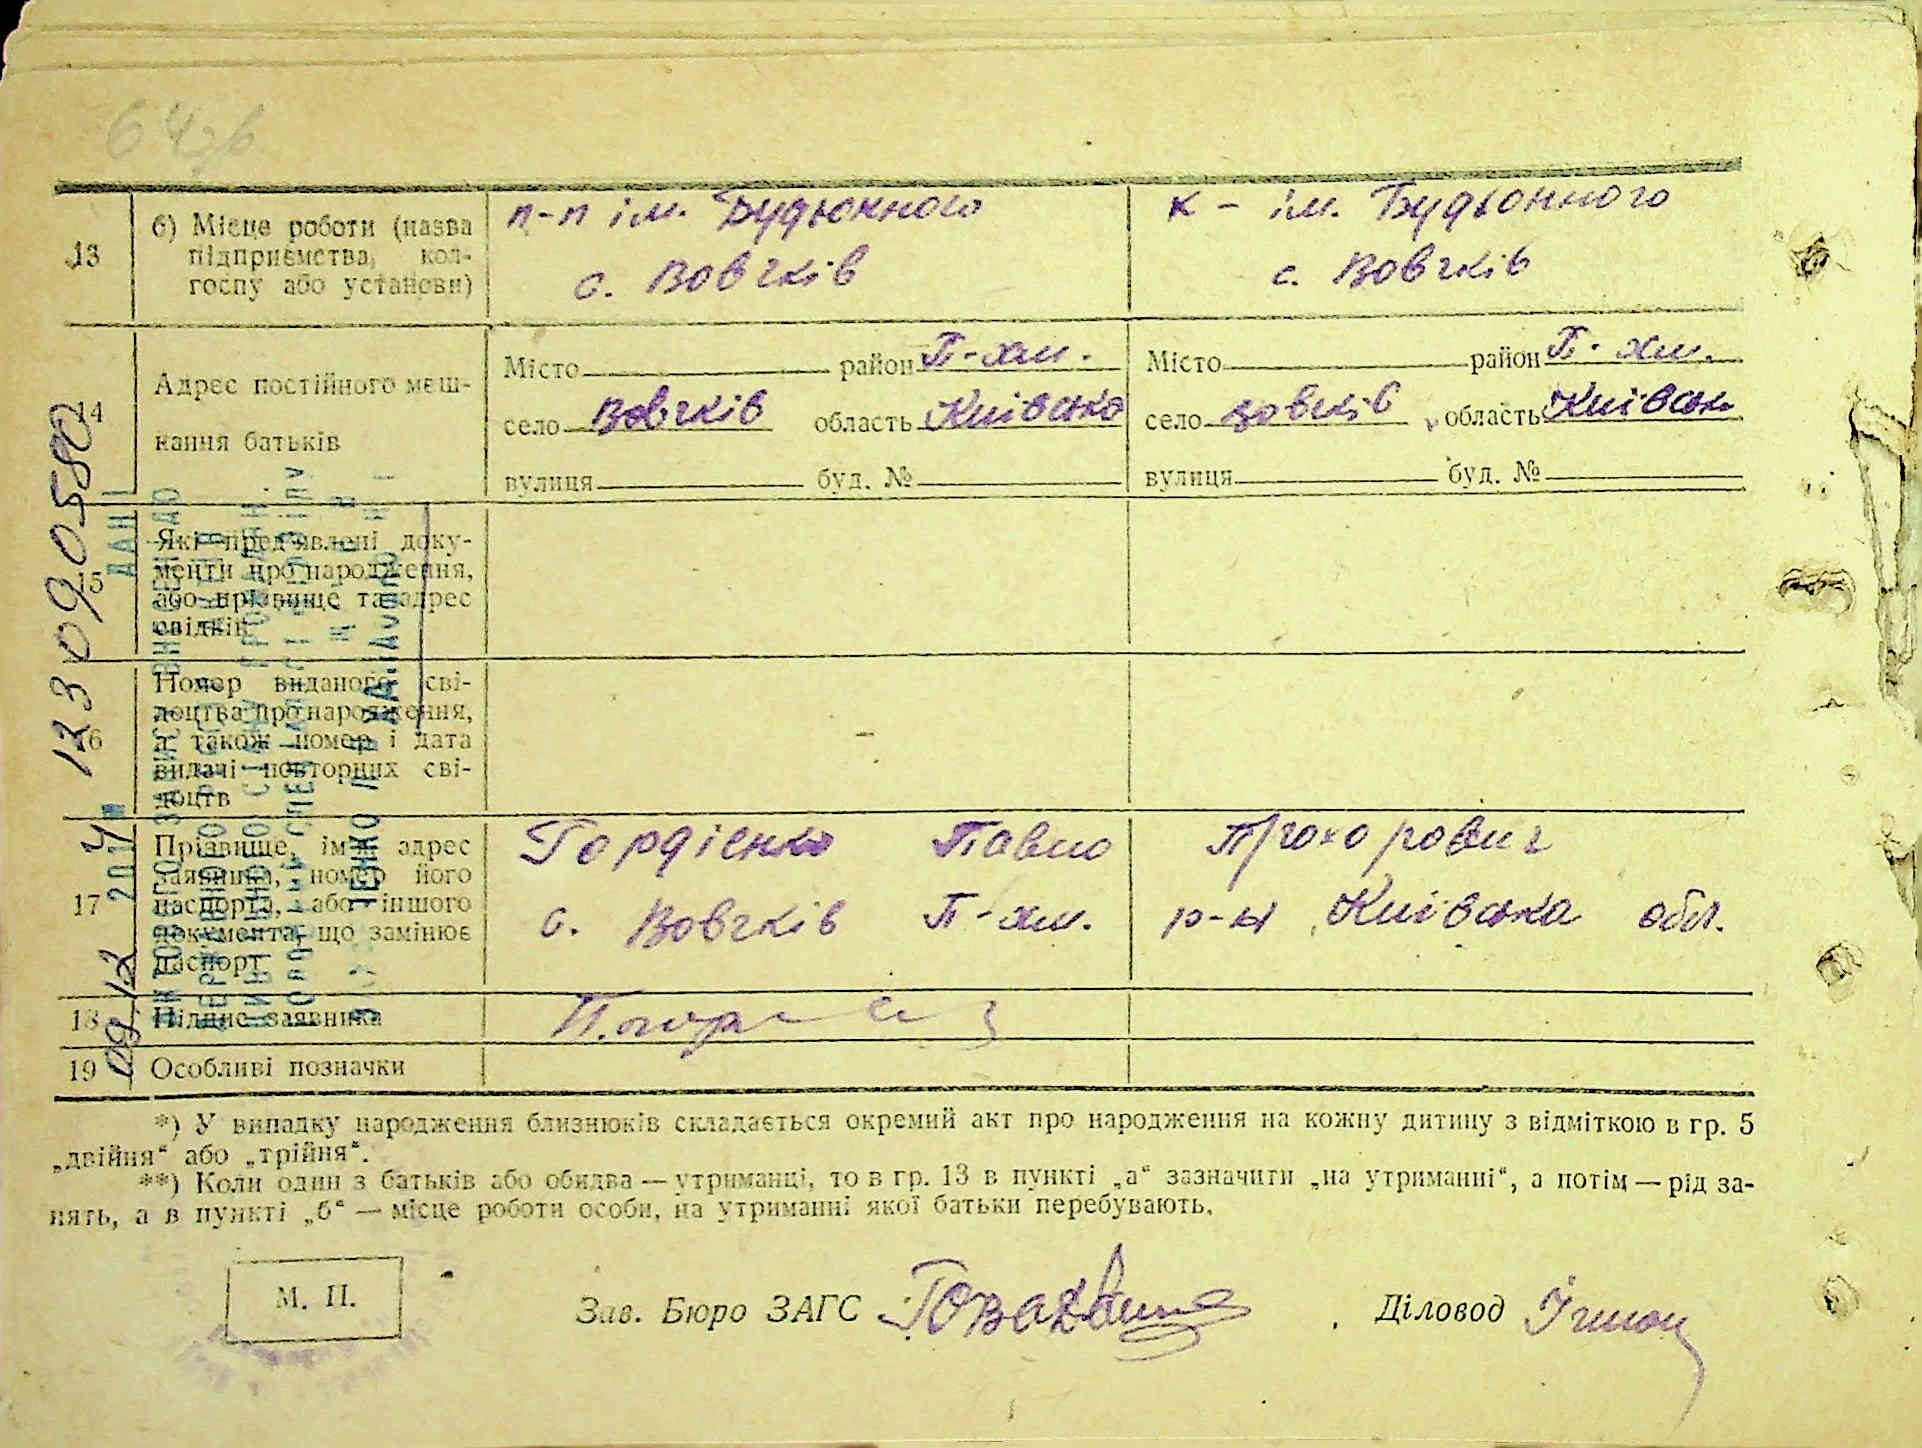 64зв
13 б) Місце роботи (назва підприємства, колгоспу або установи)
п-п ім. Будьонного
с. Вовчків
к - ім. Будьонного
с. Вовчків
14 Адрес постійного мешкання батьків
Місто район П-хм.
село Вовчків область Київська
вулиця буд. №
Місто район П-хм.
село Вовчків область Київськ
вулиця буд. №
15 Які пред'явлені документи про народження, або прізвище та адрес свідків
16 Номер виданого свідоцтва про народження, а також номер і дата видачі повторних свідоцтв
17 Прізвище, ім'я, адрес заявника, номер його паспорта, або іншого документа, що замінює паспорт
Гордієнко Павло Прохорович
с. Вовчків П-хм. р-н Київська обл.
18 Підпис заявника
19 Особливі позначки
*) У випадку народження близнюків складається окремий акт про народження на кожну дитину з відміткою в гр. 5
„двійня“ або „трійня“.
**) Коли один з батьків або обидва — утриманці, то в гр. 13 в пункті „а“ зазначити „на утриманні“, а потім — рід за-
нять, а в пункті „б“ — місце роботи особи, на утриманні якої батьки перебувають.
М. П.
Зав. Бюро ЗАГС
Діловод
09.12 2014
123090580